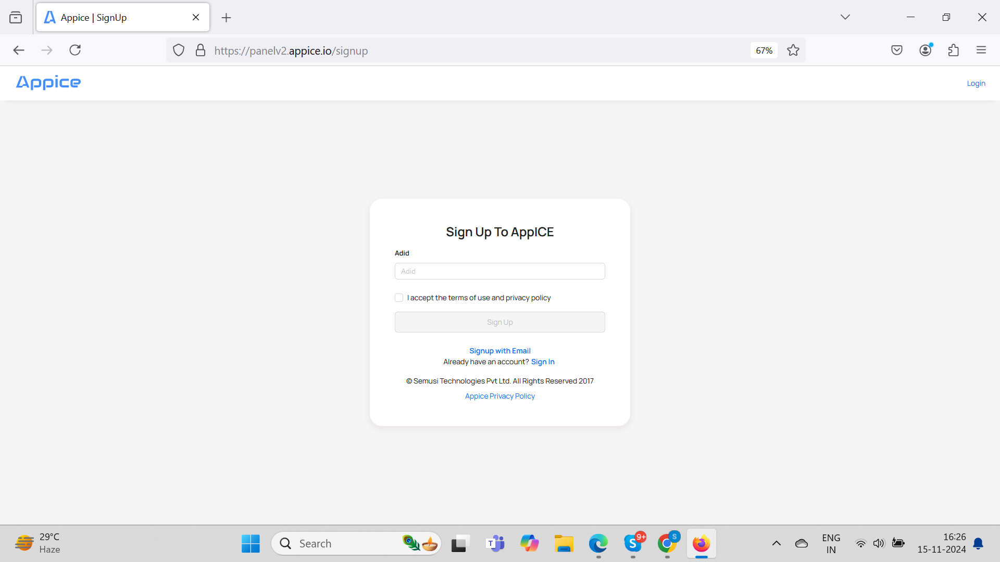 Appice | SignUp
https://panelv2.appice.io/signup
67%
Appice
Login
Sign Up To AppICE
Adid
Adid
I accept the terms of use and privacy policy
Sign Up
Signup with Email
Already have an account? Sign In
© Semusi Technologies Pvt Ltd. All Rights Reserved 2017
Appice Privacy Policy
29°C
Haze
Search
T
S
9+
S
ENG
IN
16:26
15-11-2024